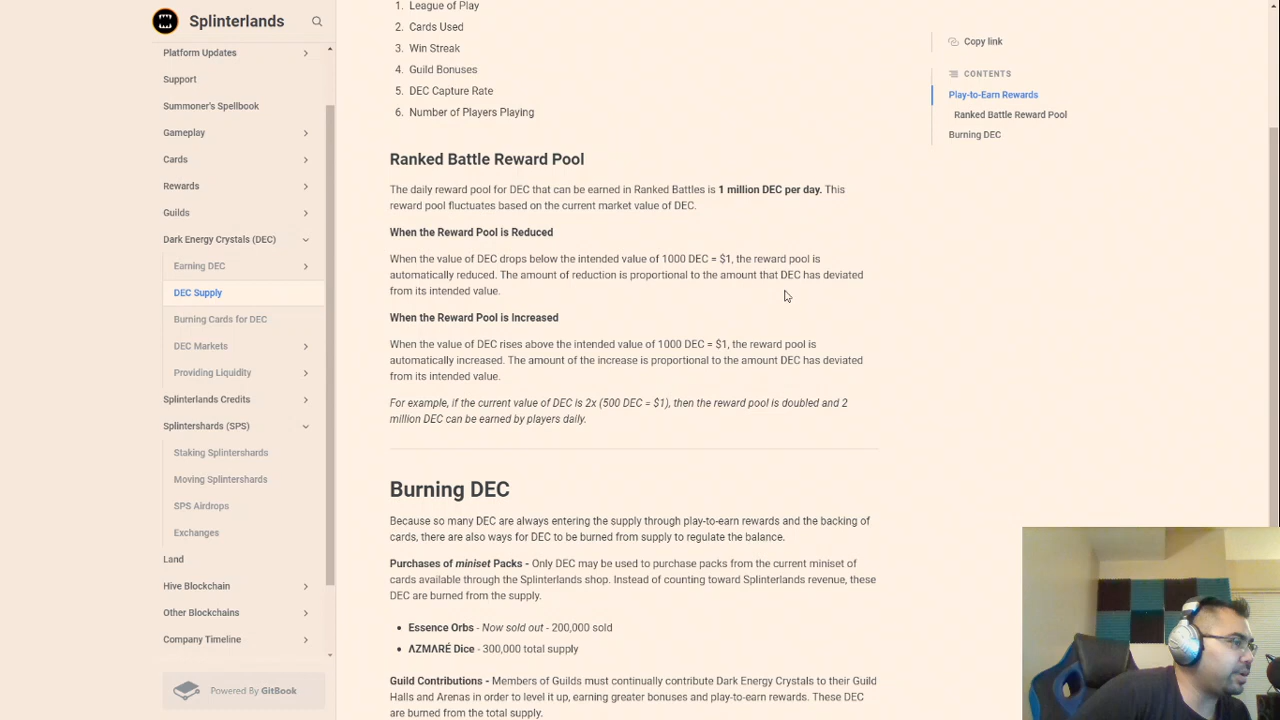 Splinterlands
Platform Updates
Support
Summoner's Spellbook
Gameplay
Cards
Rewards
Guilds
Dark Energy Crystals (DEC)
Earning DEC
DEC Supply
Burning Cards for DEC
DEC Markets
Providing Liquidity
Splinterlands Credits
Splintershards (SPS)
Staking Splintershards
Moving Splintershards
SPS Airdrops
Exchanges
Land
Hive Blockchain
Other Blockchains
Company Timeline
Powered By GitBook
1. League of Play
2. Cards Used
3. Win Streak
4. Guild Bonuses
5. DEC Capture Rate
6. Number of Players Playing
Ranked Battle Reward Pool
The daily reward pool for DEC that can be earned in Ranked Battles is 1 million DEC per day. This
reward pool fluctuates based on the current market value of DEC.
When the Reward Pool is Reduced
When the value of DEC drops below the intended value of 1000 DEC = $1, the reward pool is
automatically reduced. The amount of reduction is proportional to the amount that DEC has deviated
from its intended value.
When the Reward Pool is Increased
When the value of DEC rises above the intended value of 1000 DEC = $1, the reward pool is
automatically increased. The amount of the increase is proportional to the amount DEC has deviated
from its intended value.
For example, if the current value of DEC is 2x (500 DEC = $1), then the reward pool is doubled and 2
million DEC can be earned by players daily.
Burning DEC
Because so many DEC are always entering the supply through play-to-earn rewards and the backing of
cards, there are also ways for DEC to be burned from supply to regulate the balance.
Purchases of miniset Packs - Only DEC may be used to purchase packs from the current miniset of
cards available through the Splinterlands shop. Instead of counting toward Splinterlands revenue, these
DEC are burned from the supply.
• Essence Orbs - Now sold out - 200,000 sold
• ΛZMΛRÉ Dice - 300,000 total supply
Guild Contributions - Members of Guilds must continually contribute Dark Energy Crystals to their Guild
Halls and Arenas in order to level it up, earning greater bonuses and play-to-earn rewards. These DEC
are burned from the total supply.
Copy link
CONTENTS
Play-to-Earn Rewards
Ranked Battle Reward Pool
Burning DEC